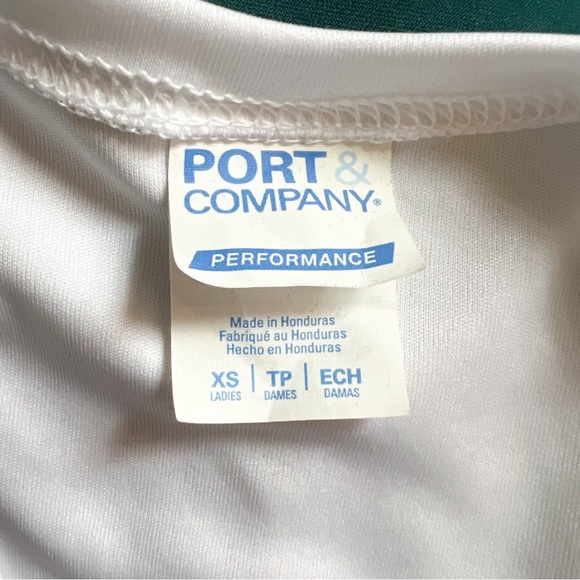 PORT &
COMPANY®
PERFORMANCE
Made in Honduras
Fabriqué au Honduras
Hecho en Honduras
XS | TP | ECH
LADIES | DAMES | DAMAS